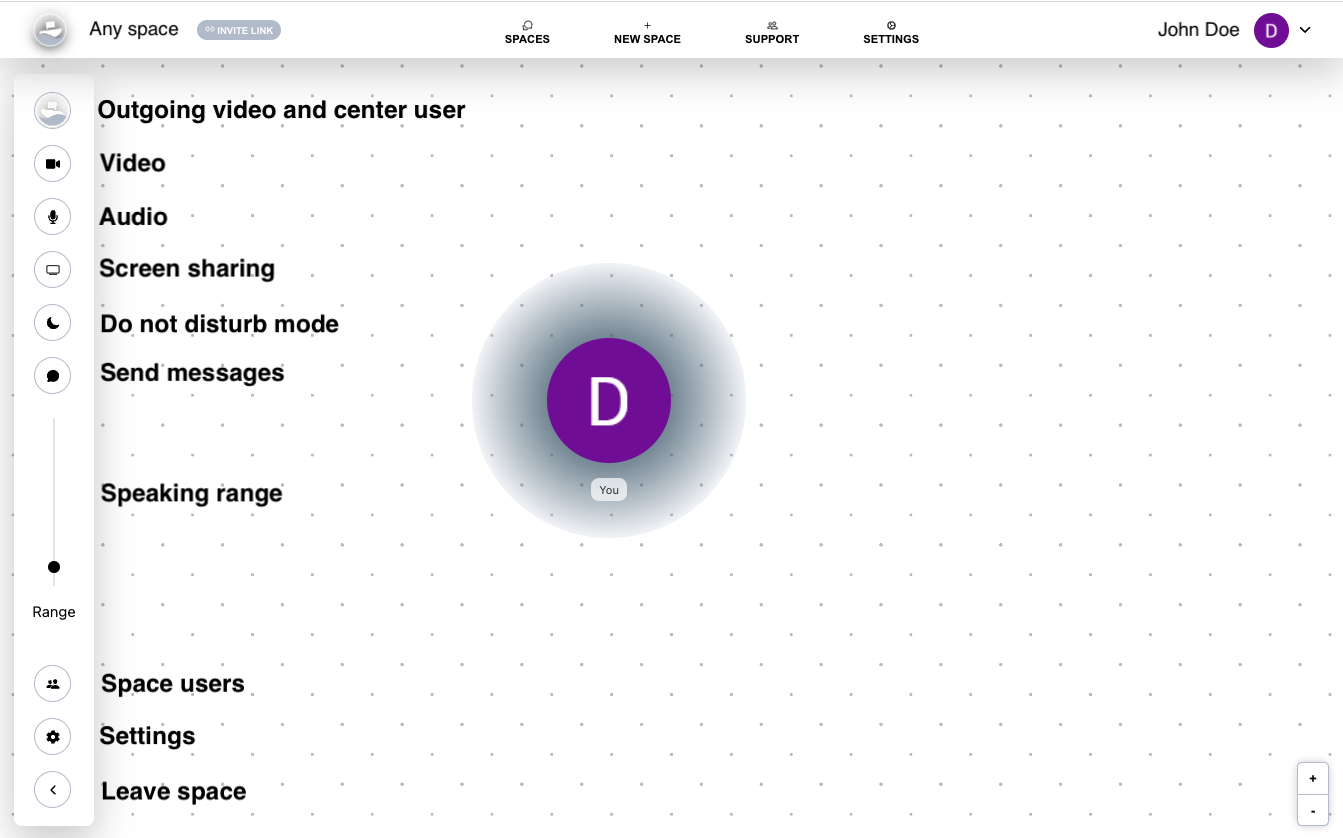 Any space
INVITE LINK
SPACES
+
NEW SPACE
SUPPORT
SETTINGS
John Doe
D
Outgoing video and center user
Video
Audio
Screen sharing
Do not disturb mode
Send messages
D
You
Speaking range
Range
Space users
Settings
Leave space
+
-